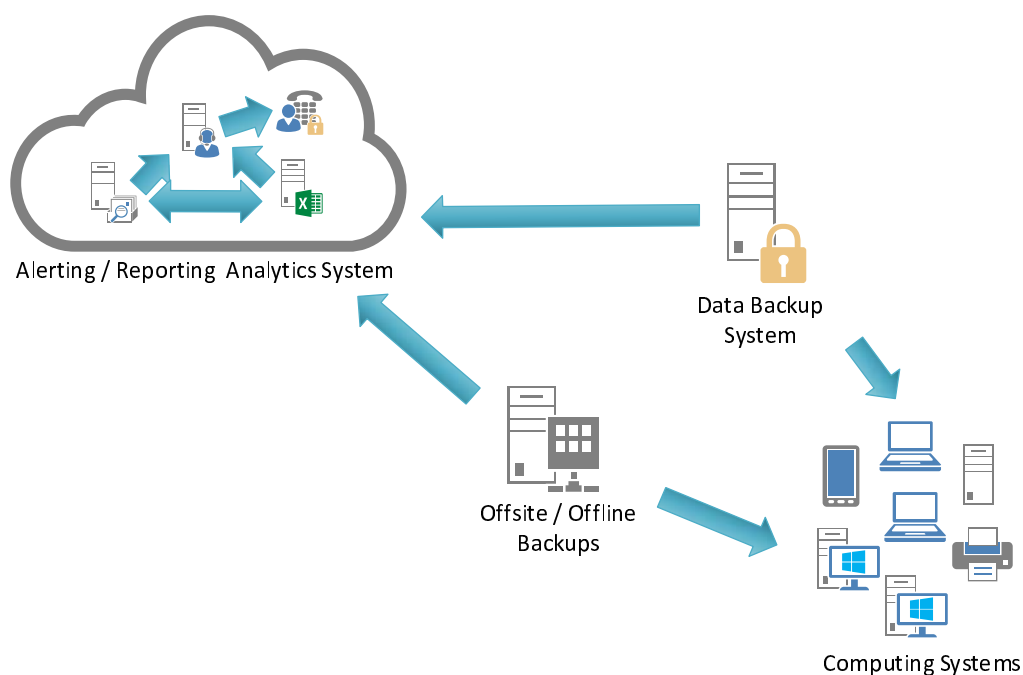 Alerting / Reporting Analytics System
Data Backup
System
Offsite / Offline
Backups
Computing Systems